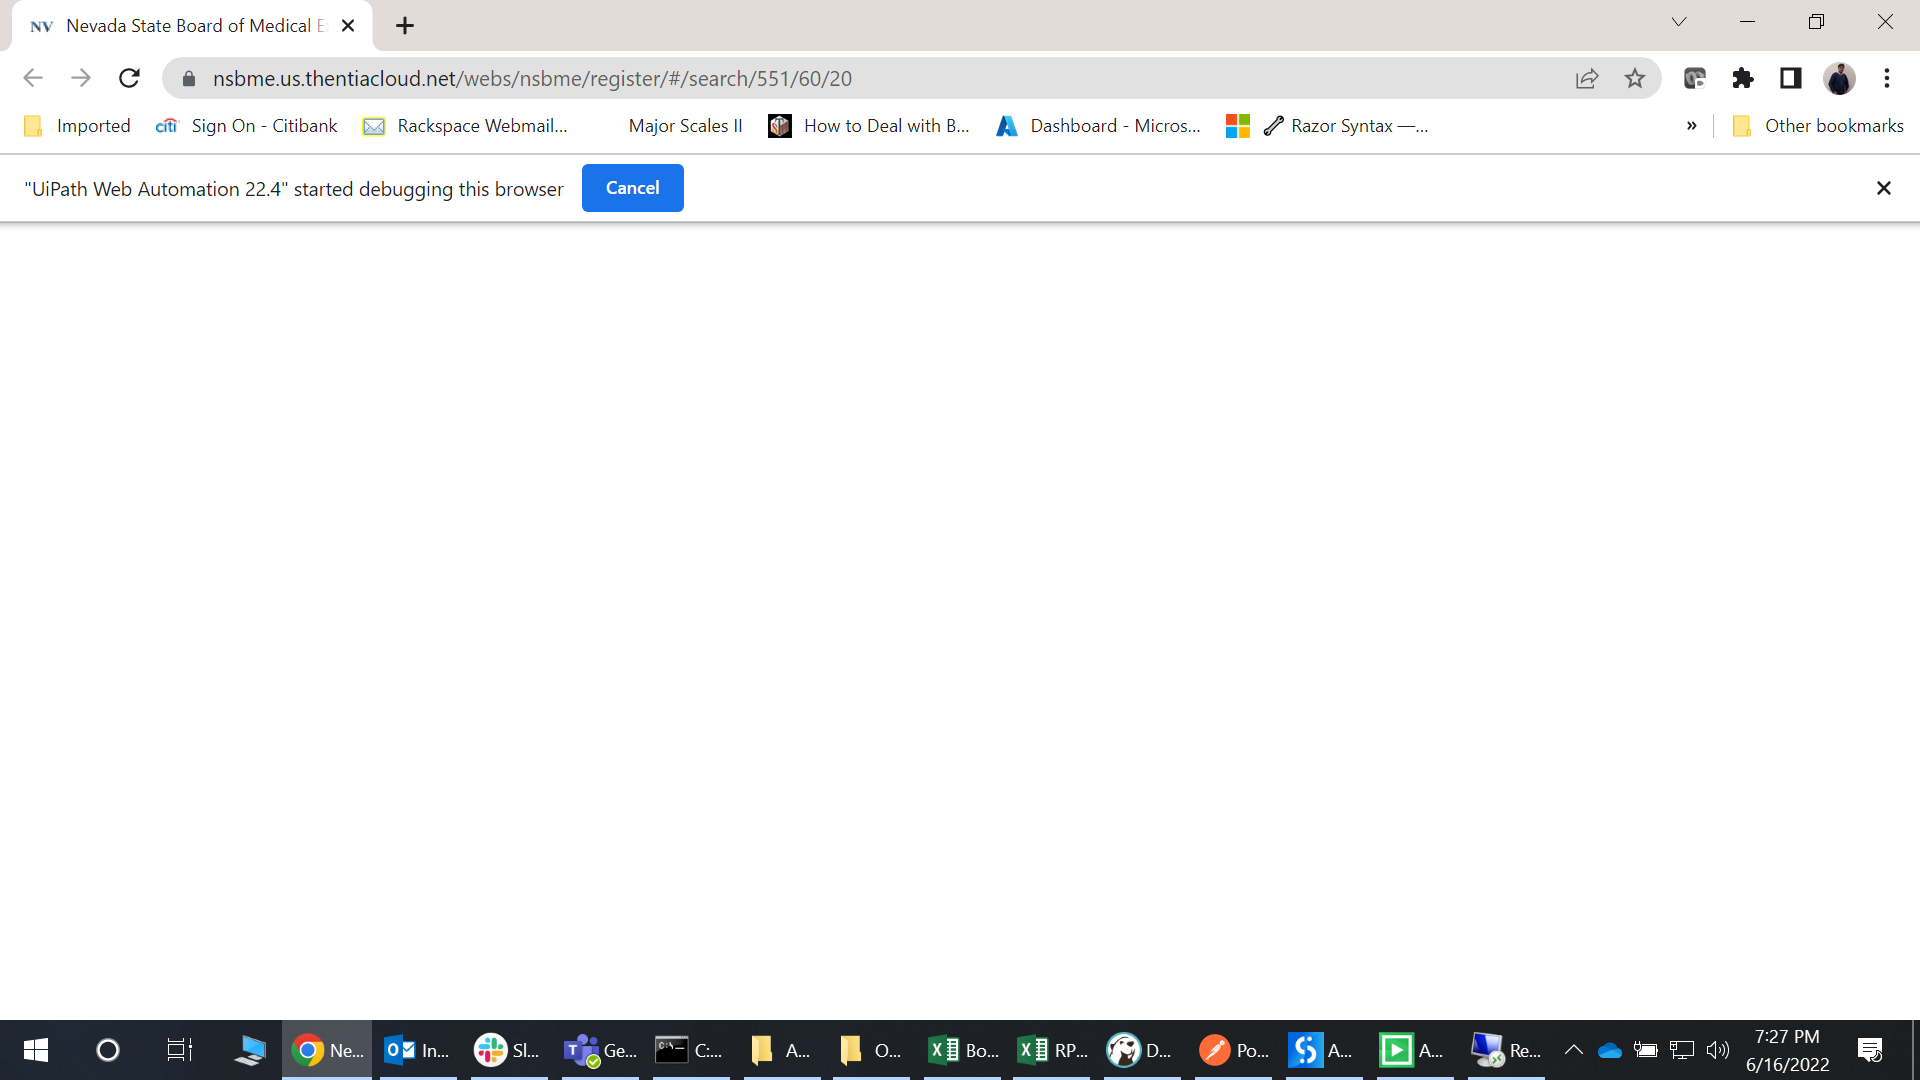 NV Nevada State Board of Medical E
nsbme.us.thentiacloud.net/webs/nsbme/register/#/search/551/60/20
Imported citi Sign On - Citibank Rackspace Webmail... Major Scales II How to Deal with B... Dashboard - Micros... Razor Syntax —... » Other bookmarks
"UiPath Web Automation 22.4" started debugging this browser Cancel
Ne... In... Sl... Ge... C:... A... O... Bo... RP... D... Po... A... A... Re... 7:27 PM
6/16/2022